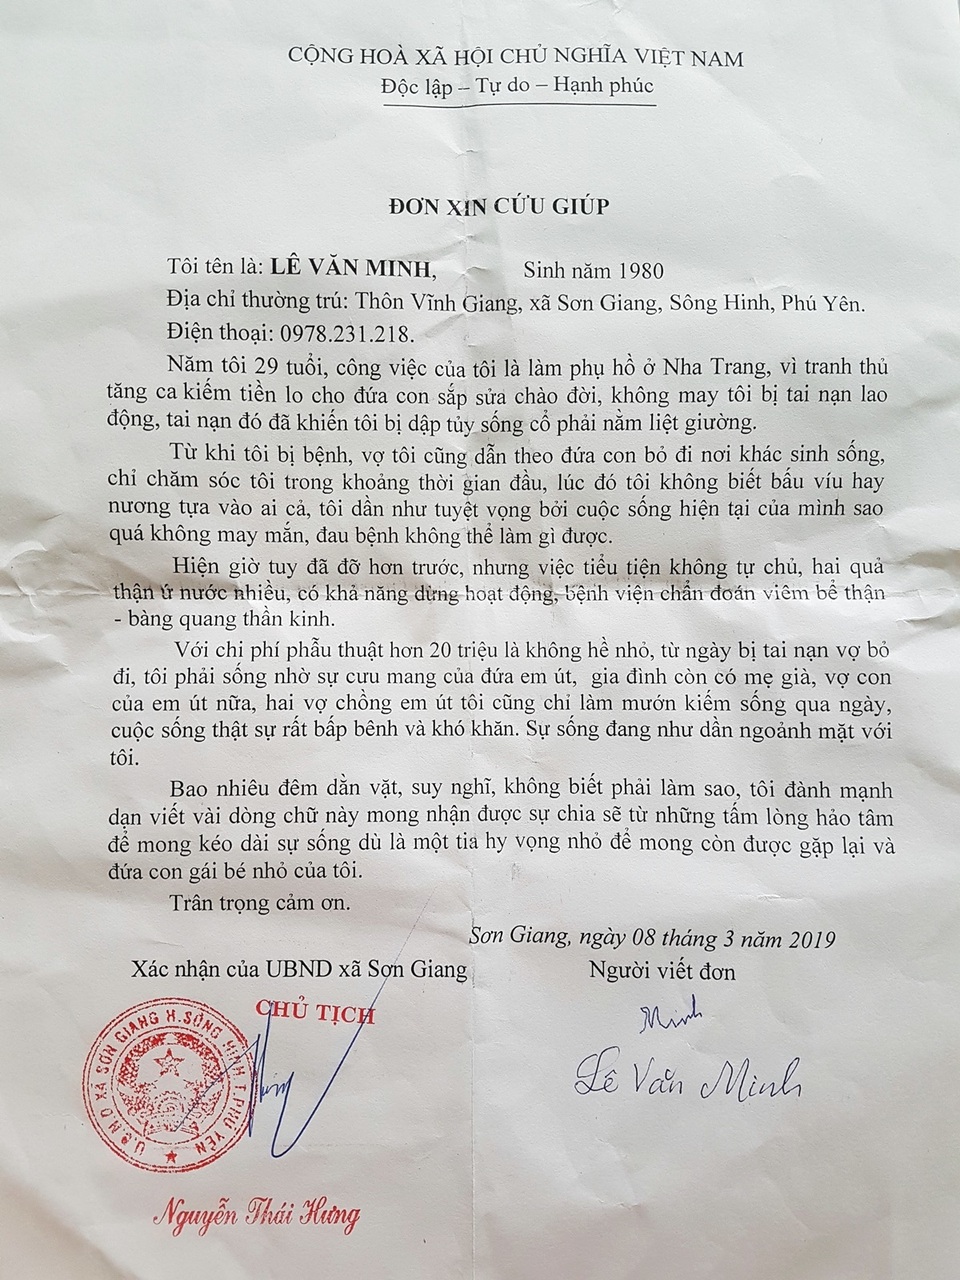 CỘNG HOÀ XÃ HỘI CHỦ NGHĨA VIỆT NAM
Độc lập – Tự do – Hạnh phúc
ĐƠN XIN CỨU GIÚP
Tôi tên là: LÊ VĂN MINH, Sinh năm 1980
Địa chỉ thường trú: Thôn Vĩnh Giang, xã Sơn Giang, Sông Hinh, Phú Yên.
Điện thoại: 0978.231.218.
Năm tôi 29 tuổi, công việc của tôi là làm phụ hồ ở Nha Trang, vì tranh thủ
tăng ca kiếm tiền lo cho đứa con sắp sửa chào đời, không may tôi bị tai nạn lao
động, tai nạn đó đã khiến tôi bị dập tủy sống cổ phải nằm liệt giường.
Từ khi tôi bị bệnh, vợ tôi cũng dẫn theo đứa con bỏ đi nơi khác sinh sống,
chỉ chăm sóc tôi trong khoảng thời gian đầu, lúc đó tôi không biết bấu víu hay
nương tựa vào ai cả, tôi dần như tuyệt vọng bởi cuộc sống hiện tại của mình sao
quá không may mắn, đau bệnh không thể làm gì được.
Hiện giờ tuy đã đỡ hơn trước, nhưng việc tiểu tiện không tự chủ, hai quả
thận ứ nước nhiều, có khả năng dừng hoạt động, bệnh viện chẩn đoán viêm bể thận
- bàng quang thần kinh.
Với chi phí phẫu thuật hơn 20 triệu là không hề nhỏ, từ ngày bị tai nạn vợ bỏ
đi, tôi phải sống nhờ sự cưu mang của đứa em út, gia đình còn có mẹ già, vợ con
của em út nữa, hai vợ chồng em út tôi cũng chỉ làm mướn kiếm sống qua ngày,
cuộc sống thật sự rất bấp bênh và khó khăn. Sự sống đang như dần ngoảnh mặt với
tôi.
Bao nhiêu đêm dằn vặt, suy nghĩ, không biết phải làm sao, tôi đành mạnh
dạn viết vài dòng chữ này mong nhận được sự chia sẽ từ những tấm lòng hảo tâm
để mong kéo dài sự sống dù là một tia hy vọng nhỏ để mong còn được gặp lại và
đứa con gái bé nhỏ của tôi.
Trân trọng cảm ơn.
Sơn Giang, ngày 08 tháng 3 năm 2019
Xác nhận của UBND xã Sơn Giang Người viết đơn
CHỦ TỊCH
Minh
Lê Văn Minh
U.B.N.D XÃ SƠN GIANG H.SÔNG HINH T.PHÚ YÊN
Nguyễn Thái Hưng